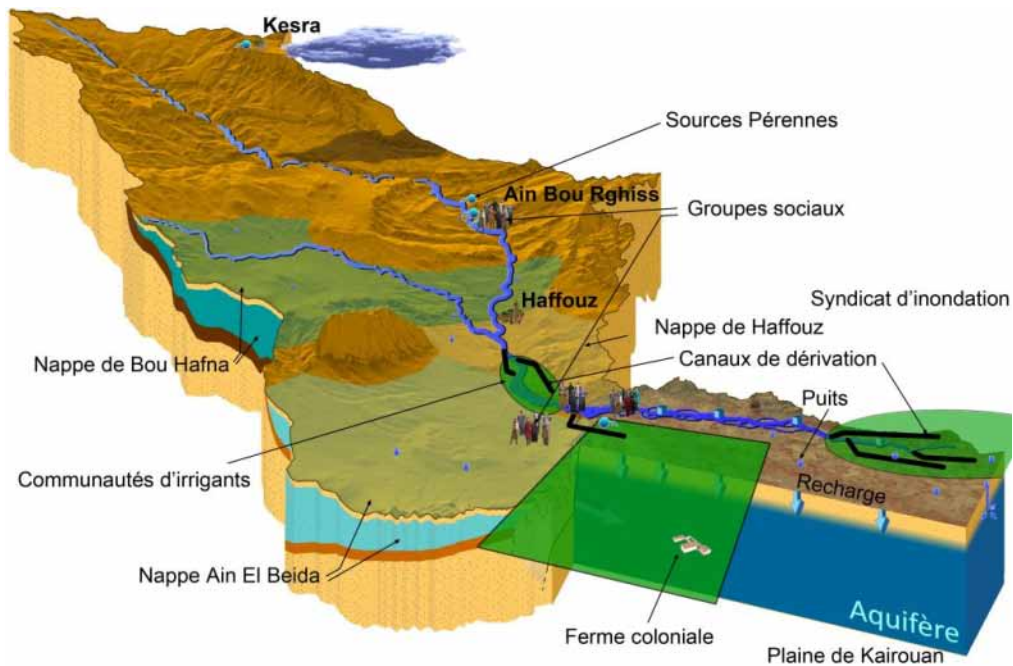 Kesra
Sources Pérennes
Ain Bou Rghiss
Groupes sociaux
Haffouz
Syndicat d'inondation
Nappe de Haffouz
Nappe de Bou Hafna
Canaux de dérivation
Puits
Communautés d'irrigants
Recharge
Nappe Ain El Beida
Aquifère
Ferme coloniale
Plaine de Kairouan